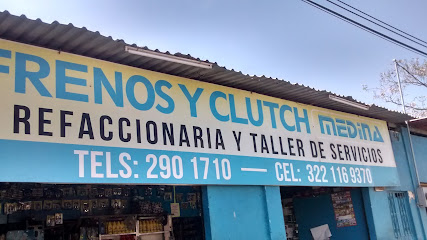 FRENOS Y CLUTCH MEDINA
REFACCIONARIA Y TALLER DE SERVICIOS
TELS: 290 1710 — CEL: 322 116 9370